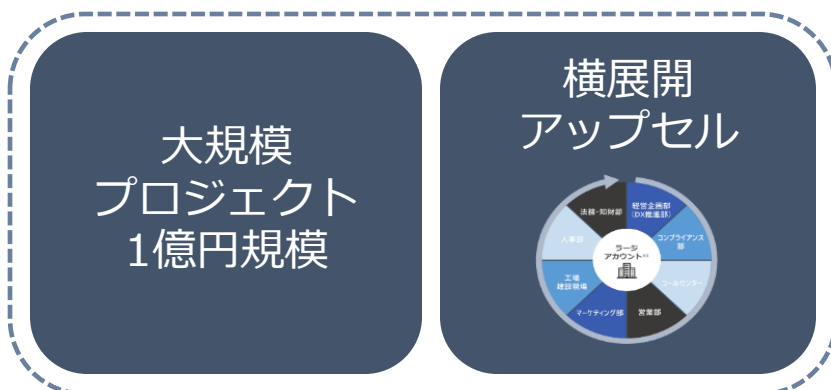 大規模
プロジェクト
1億円規模
横展開
アップセル
法務・知財部
経営企画部
(DX推進部)
人事部
コンプライアンス
部
ラージ
アカウント
工場
建設現場
コールセンター
マーケティング部
営業部